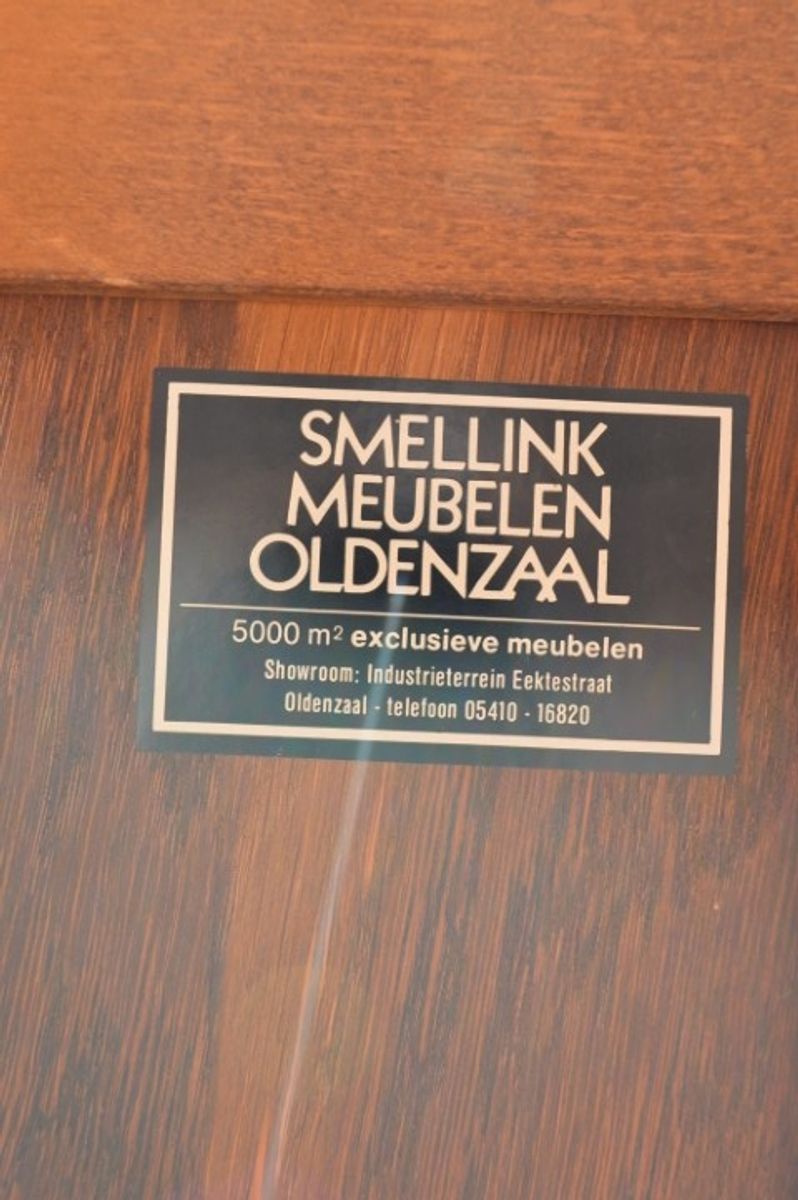 SMELLINK
MEUBELEN
OLDENZAAL
5000 m² exclusieve meubelen
Showroom: Industrieterrein Eektestraat
Oldenzaal - telefoon 05410 - 16820